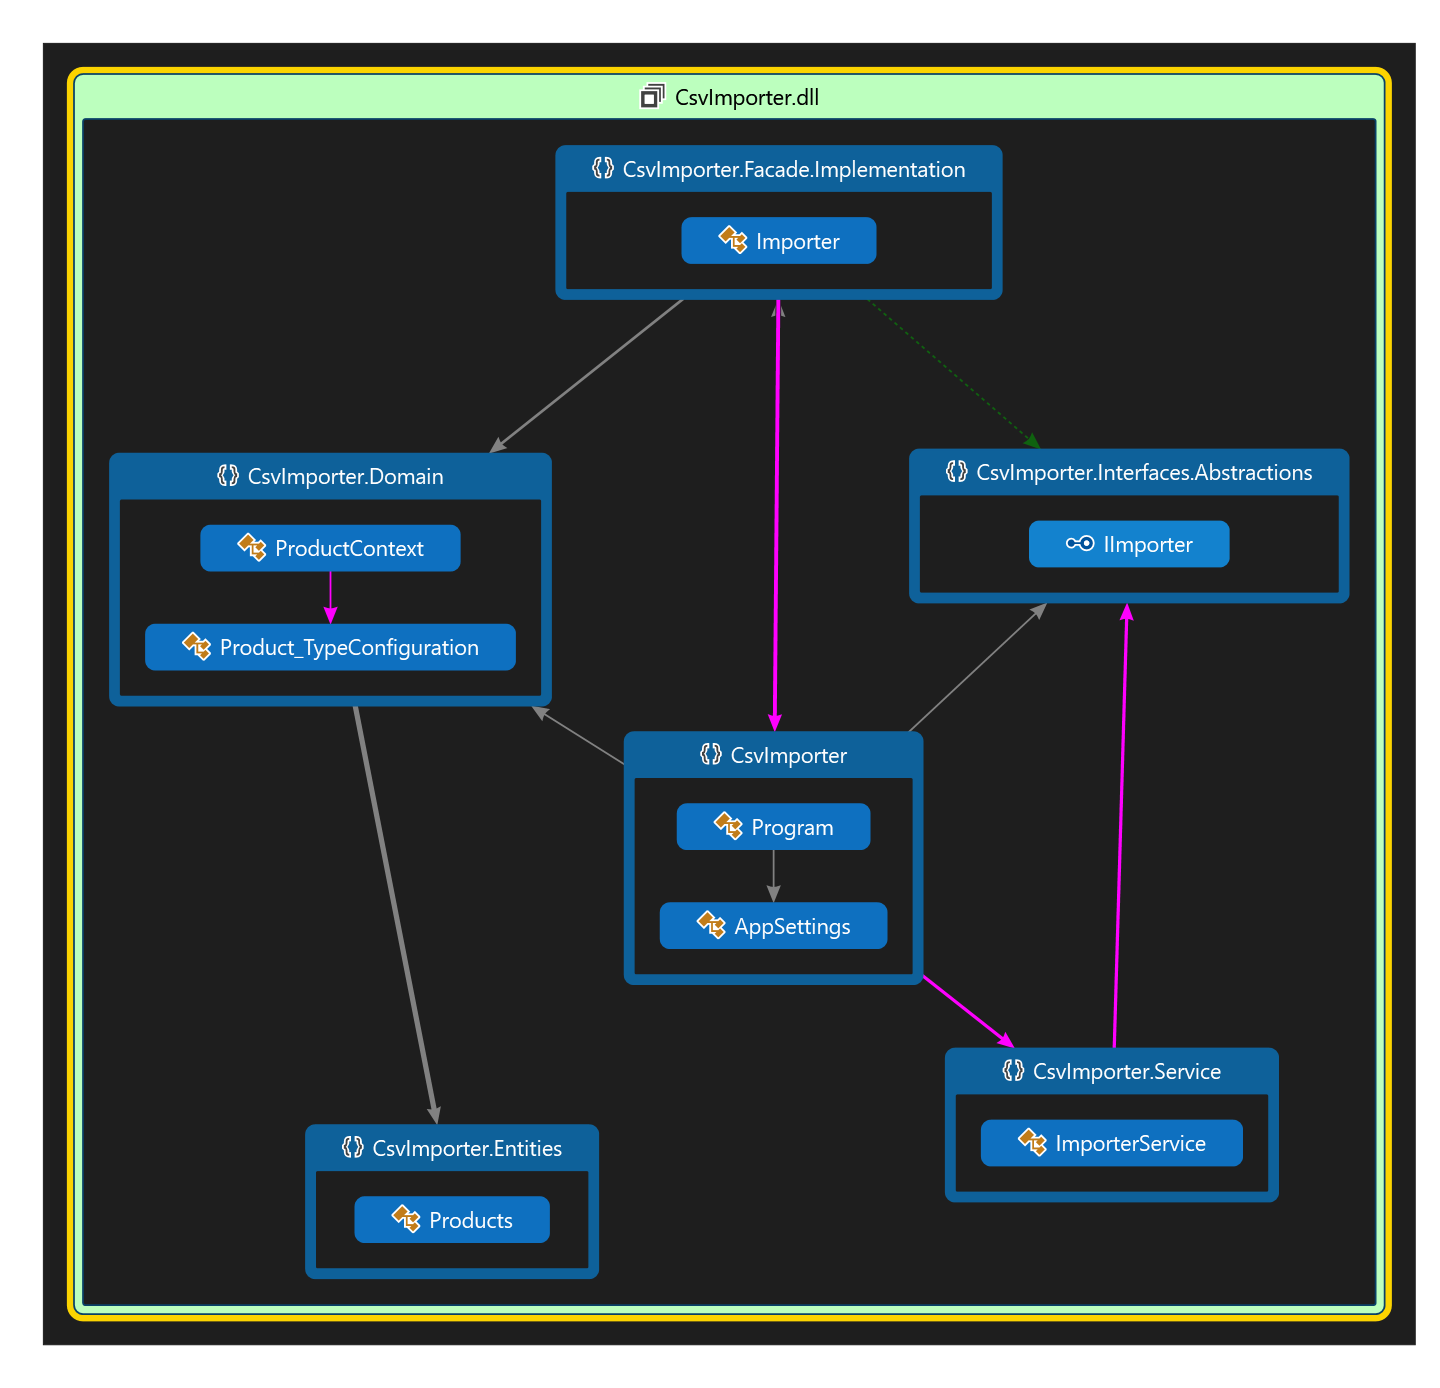 CsvImporter.dll
CsvImporter.Facade.Implementation
Importer
CsvImporter.Domain
ProductContext
Product_TypeConfiguration
CsvImporter.Interfaces.Abstractions
IImporter
CsvImporter
Program
AppSettings
CsvImporter.Service
ImporterService
CsvImporter.Entities
Products